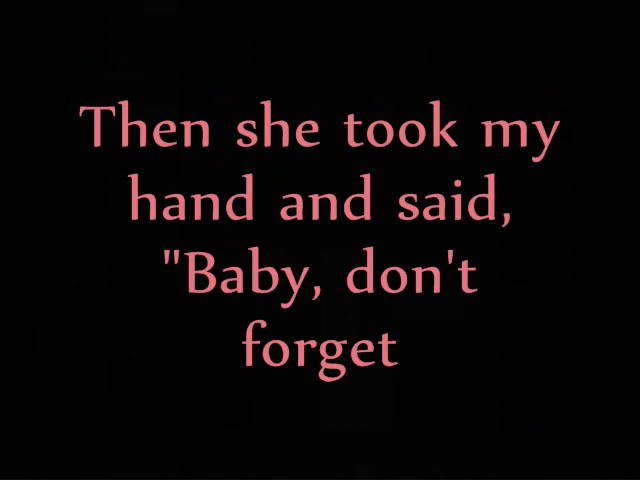 Then she took my
hand and said,
"Baby, don't
forget